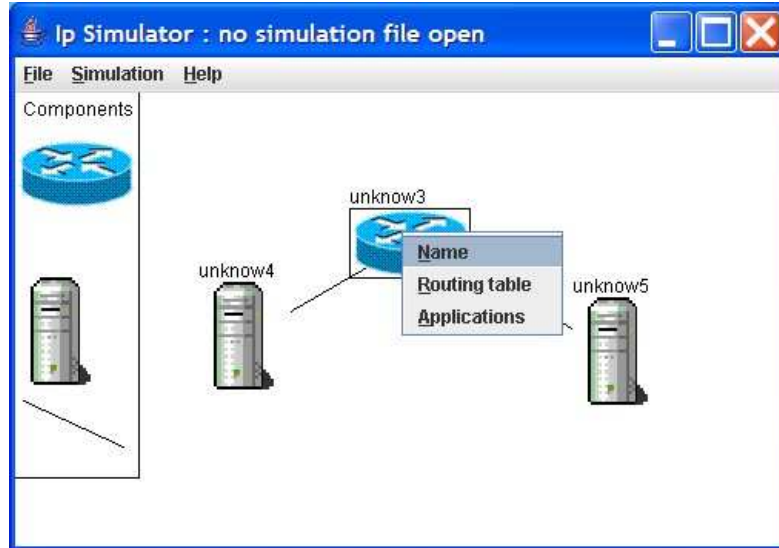 Ip Simulator : no simulation file open
File Simulation Help
Components
unknow3
Name
unknow4
Routing table
unknow5
Applications